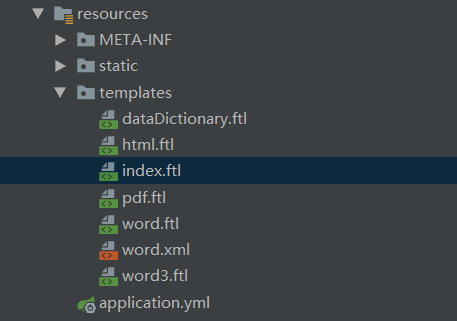 resources
META-INF
static
templates
dataDictionary.ftl
html.ftl
index.ftl
pdf.ftl
word.ftl
word.xml
word3.ftl
application.yml